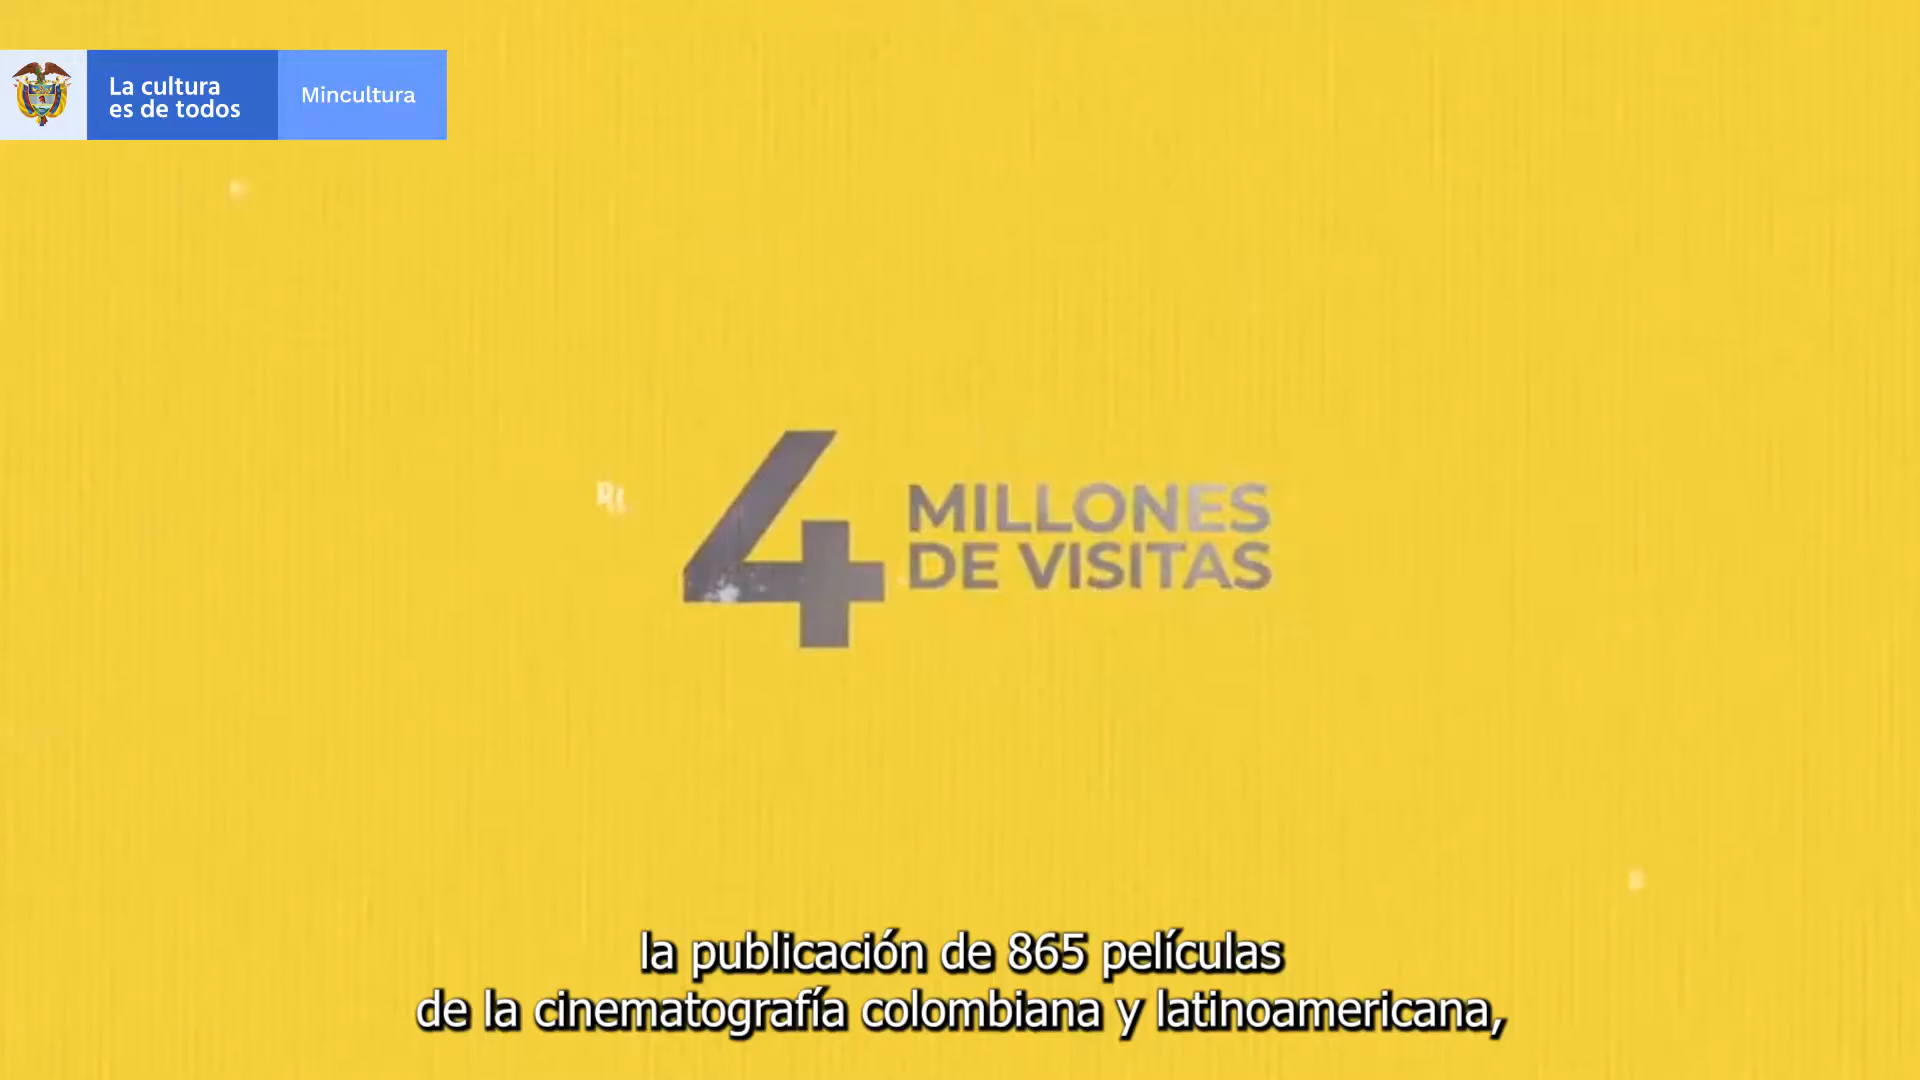 La cultura
es de todos
Mincultura
4
MILLONES
DE VISITAS
la publicación de 865 películas
de la cinematografía colombiana y latinoamericana,